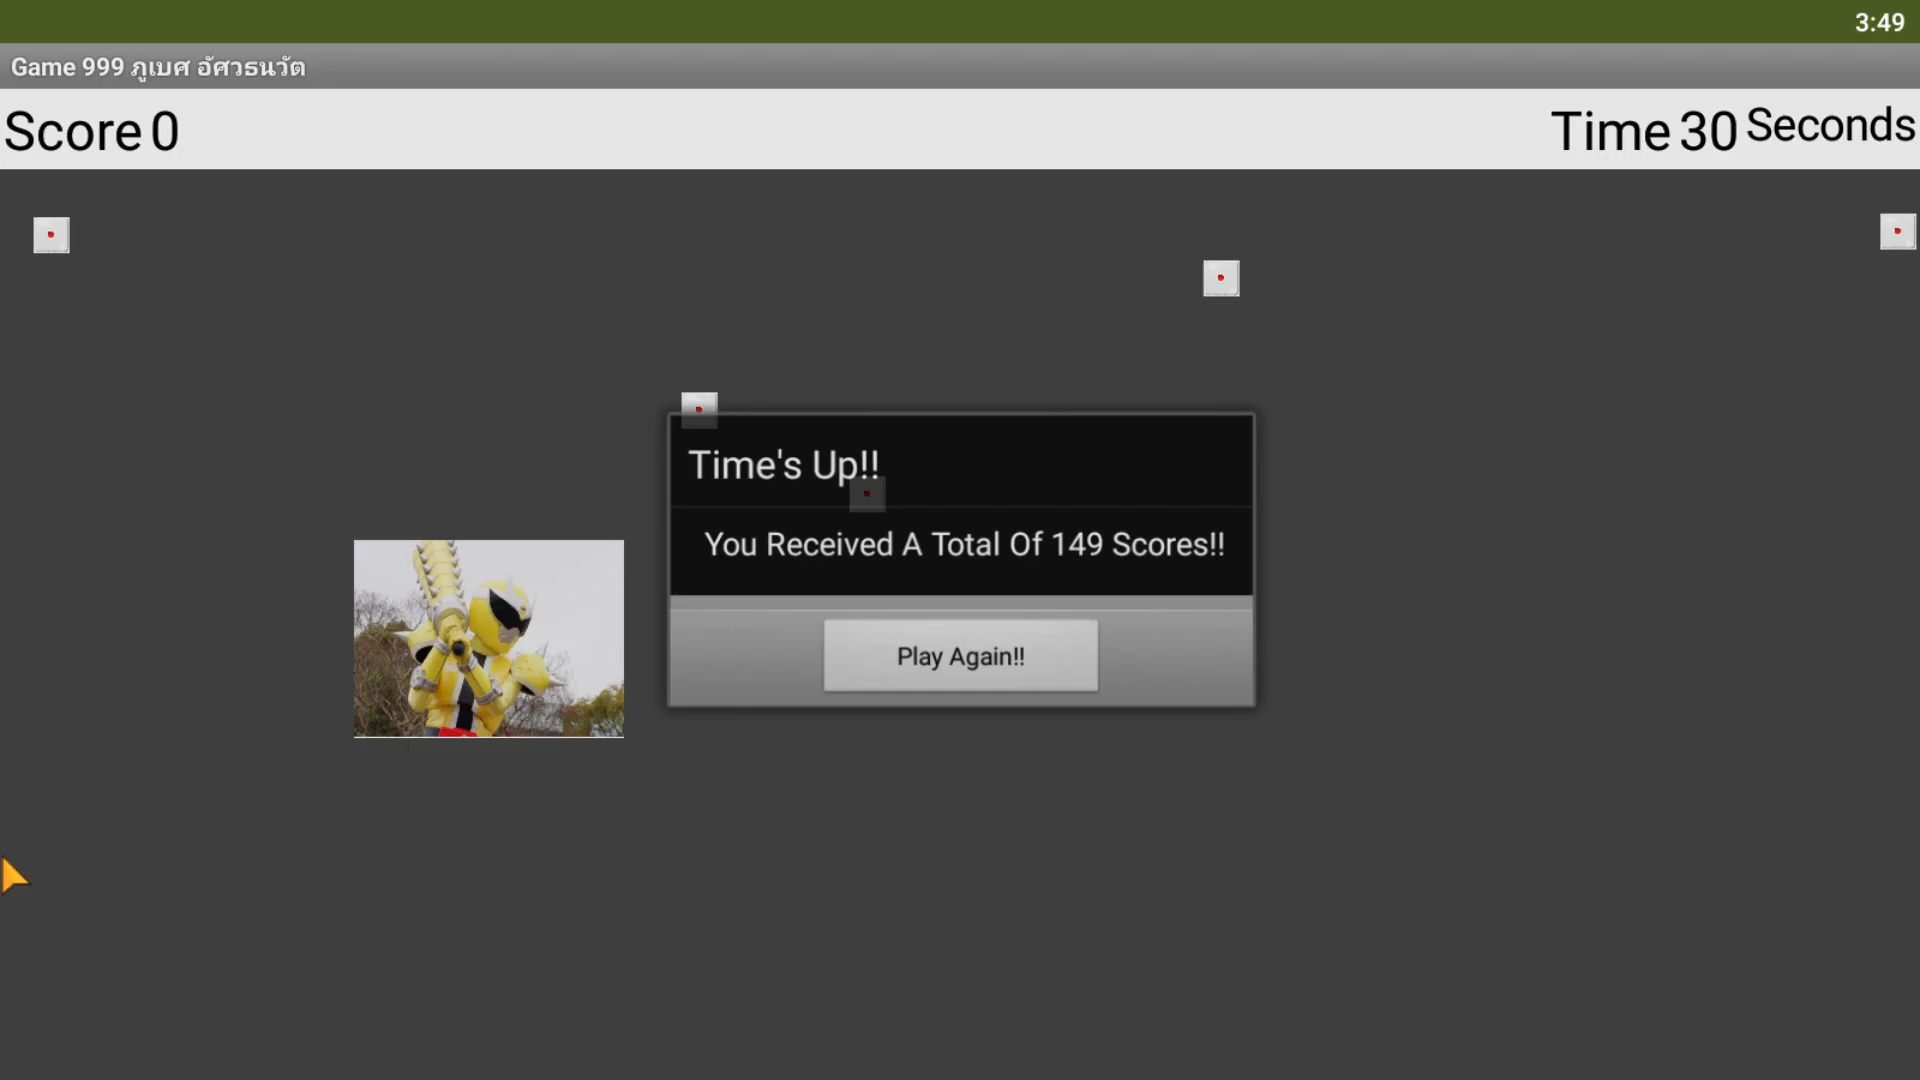 3:49
Game 999 ภูเบศ อัศวธนวัต
Score 0
Time 30 Seconds
Time's Up!!
You Received A Total Of 149 Scores!!
Play Again!!